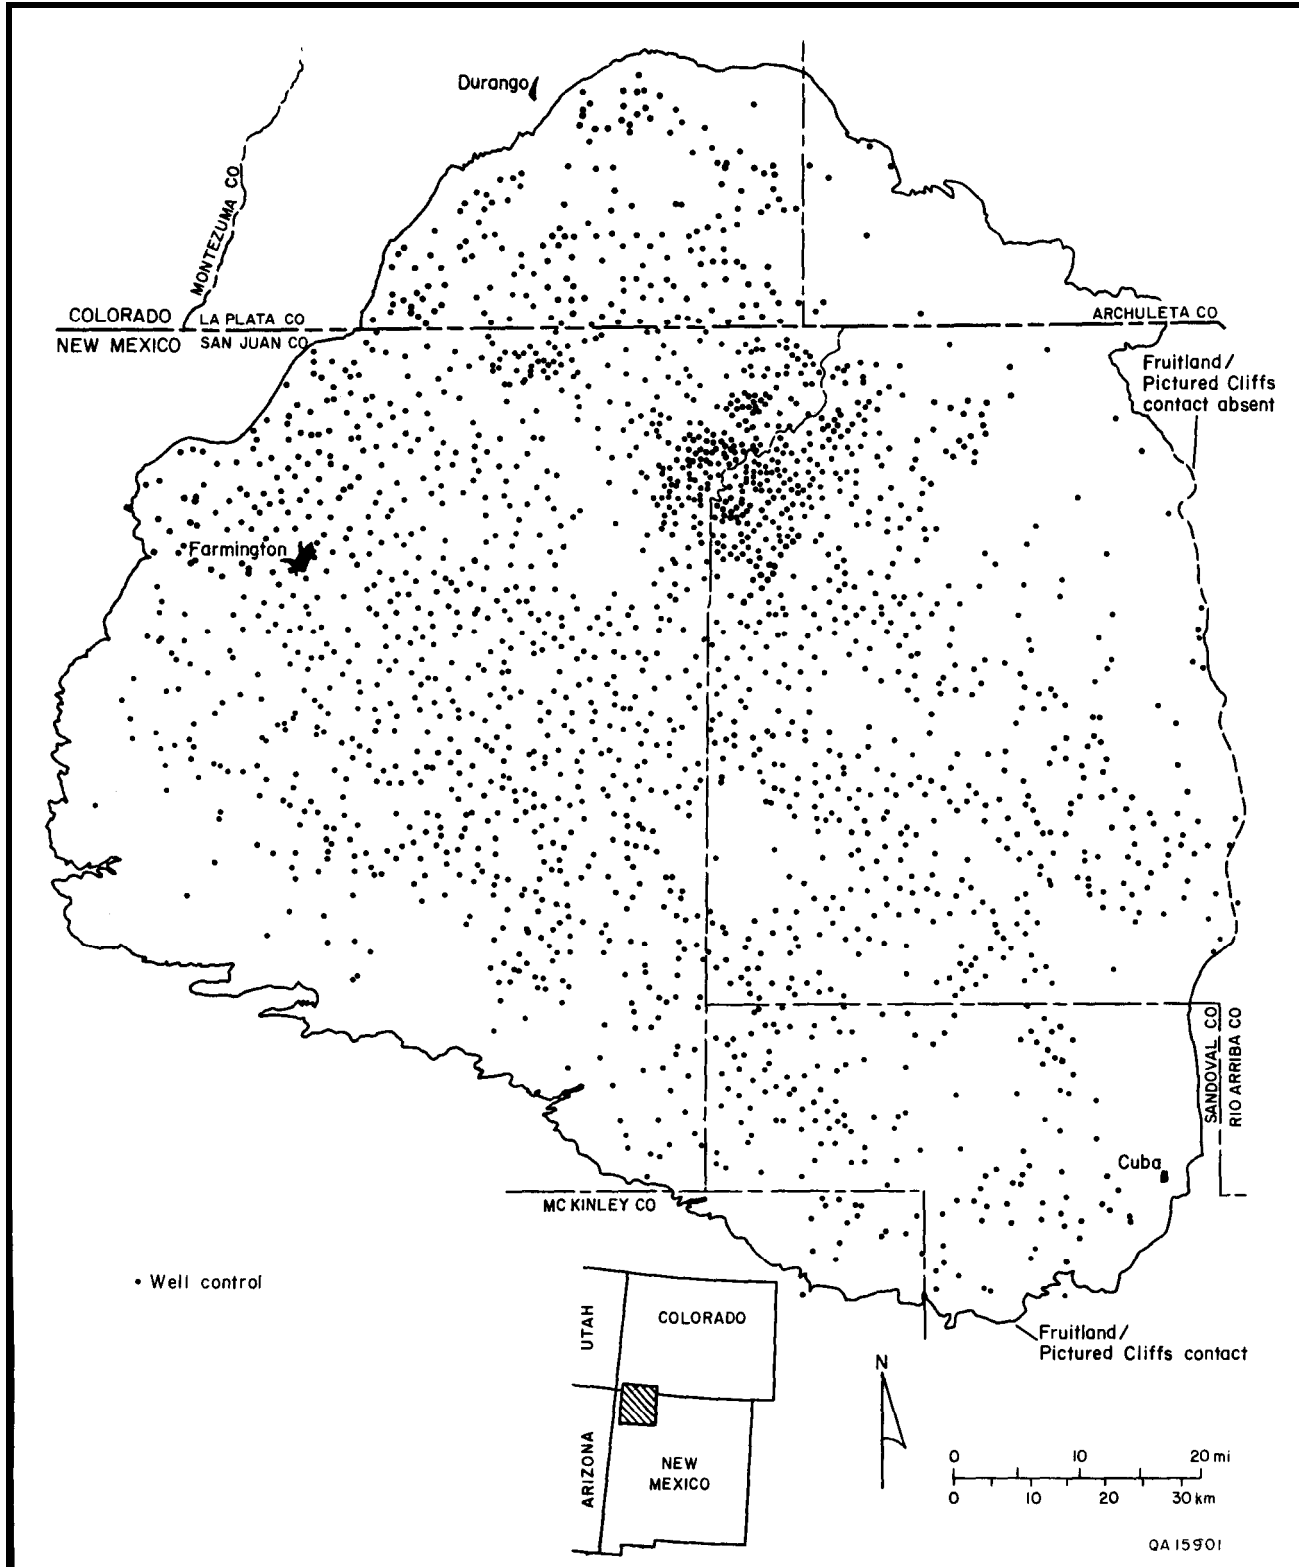 Durango
MONTEZUMA CO
COLORADO
LA PLATA CO
ARCHULETA CO
NEW MEXICO
SAN JUAN CO
Fruitland/
Pictured Cliffs
contact absent
Farmington
SANDOVAL CO
RIO ARRIBA CO
Cuba
MC KINLEY CO
• Well control
UTAH
COLORADO
ARIZONA
NEW
MEXICO
Fruitland/
Pictured Cliffs contact
N
0 10 20 mi
0 10 20 30 km
QA15901